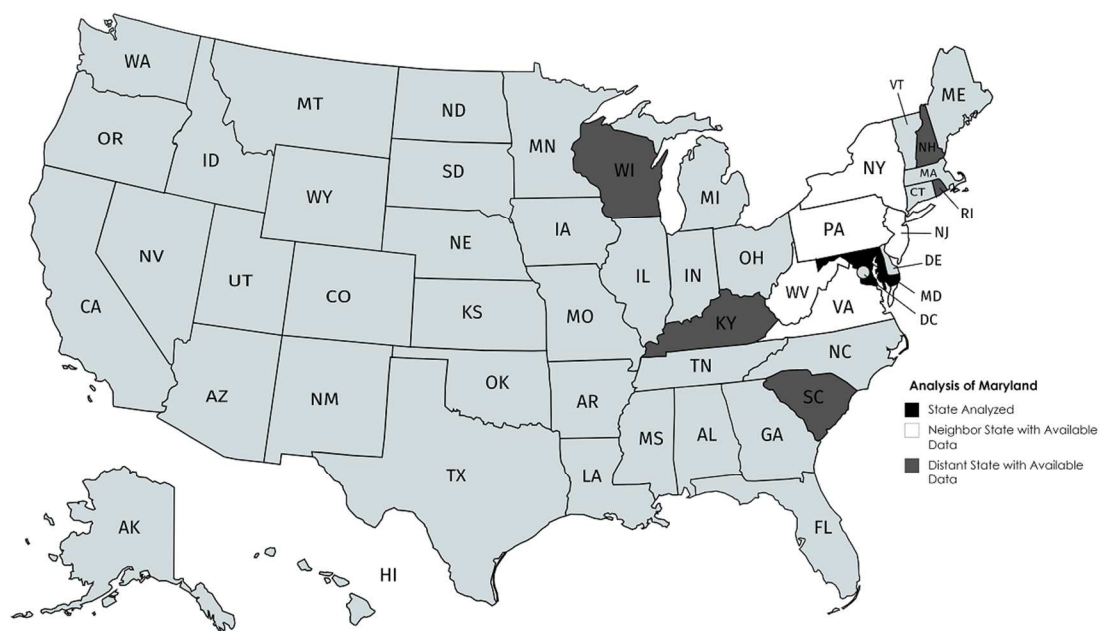 WA
MT
ND
MN
VT
ME
OR
ID
SD
WI
NY
NH
MA
CT
RI
WY
MI
IA
NE
PA
NJ
NV
UT
CO
IL
IN
OH
DE
WV
MD
VA
DC
CA
KS
MO
KY
NC
TN
AZ
NM
OK
AR
SC
MS
AL
GA
TX
LA
FL
AK
HI
Analysis of Maryland
State Analyzed
Neighbor State with Available
Data
Distant State with Available
Data